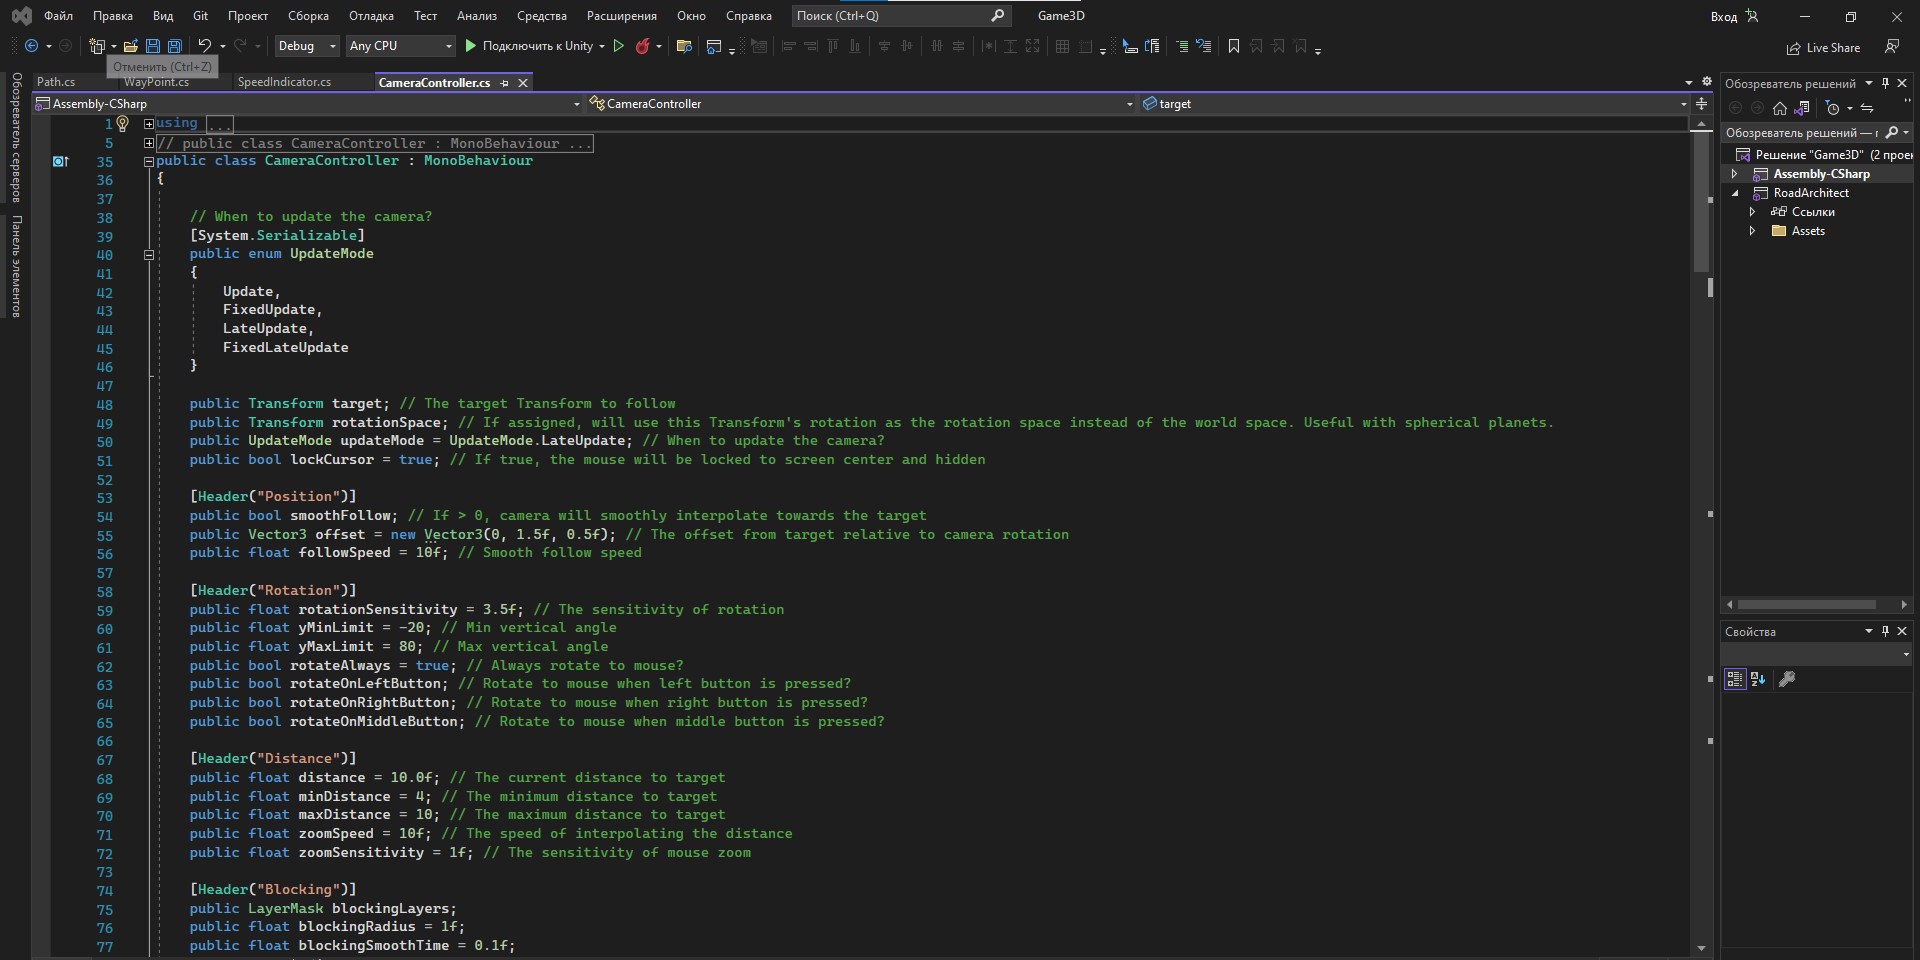 Файл Правка Вид Git Проект Сборка Отладка Тест Анализ Средства Расширения Окно Справка Поиск (Ctrl+Q) Game3D Вход
Debug Any CPU Подключить к Unity Live Share
Отменить (Ctrl+Z)
Path.cs WayPoint.cs SpeedIndicator.cs CameraController.cs
Assembly-CSharp CameraController target
Обозреватель серверов
Панель элементов
1 using ...
5 // public class CameraController : MonoBehaviour ...
35 public class CameraController : MonoBehaviour
36 {
37
38 // When to update the camera?
39 [System.Serializable]
40 public enum UpdateMode
41 {
42 Update,
43 FixedUpdate,
44 LateUpdate,
45 FixedLateUpdate
46 }
47
48 public Transform target; // The target Transform to follow
49 public Transform rotationSpace; // If assigned, will use this Transform's rotation as the rotation space instead of the world space. Useful with spherical planets.
50 public UpdateMode updateMode = UpdateMode.LateUpdate; // When to update the camera?
51 public bool lockCursor = true; // If true, the mouse will be locked to screen center and hidden
52
53 [Header("Position")]
54 public bool smoothFollow; // If > 0, camera will smoothly interpolate towards the target
55 public Vector3 offset = new Vector3(0, 1.5f, 0.5f); // The offset from target relative to camera rotation
56 public float followSpeed = 10f; // Smooth follow speed
57
58 [Header("Rotation")]
59 public float rotationSensitivity = 3.5f; // The sensitivity of rotation
60 public float yMinLimit = -20; // Min vertical angle
61 public float yMaxLimit = 80; // Max vertical angle
62 public bool rotateAlways = true; // Always rotate to mouse?
63 public bool rotateOnLeftButton; // Rotate to mouse when left button is pressed?
64 public bool rotateOnRightButton; // Rotate to mouse when right button is pressed?
65 public bool rotateOnMiddleButton; // Rotate to mouse when middle button is pressed?
66
67 [Header("Distance")]
68 public float distance = 10.0f; // The current distance to target
69 public float minDistance = 4; // The minimum distance to target
70 public float maxDistance = 10; // The maximum distance to target
71 public float zoomSpeed = 10f; // The speed of interpolating the distance
72 public float zoomSensitivity = 1f; // The sensitivity of mouse zoom
73
74 [Header("Blocking")]
75 public LayerMask blockingLayers;
76 public float blockingRadius = 1f;
77 public float blockingSmoothTime = 0.1f;
Обозреватель решений
Обозреватель решений —
Решение "Game3D" (2 прое
Assembly-CSharp
RoadArchitect
Ссылки
Assets
Свойства